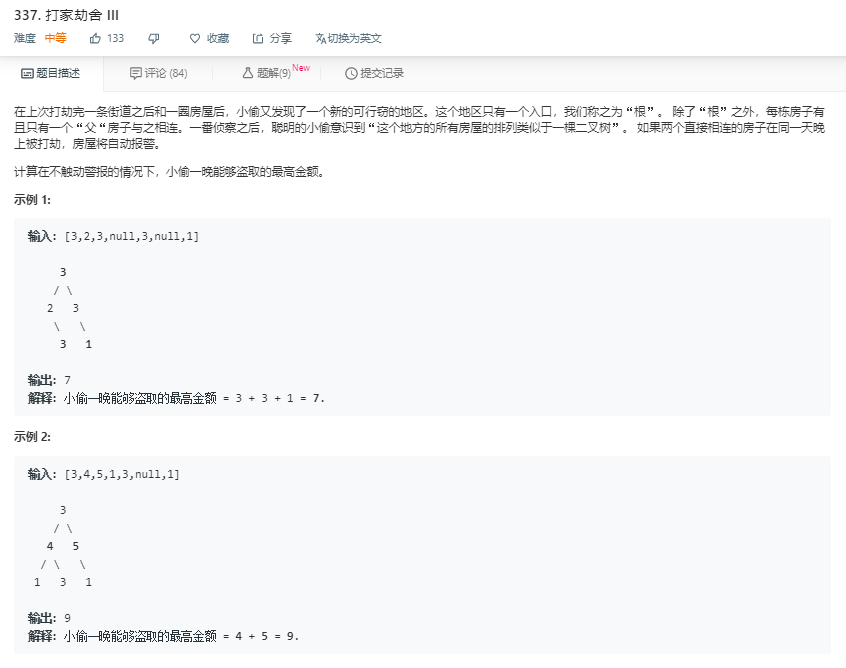 337. 打家劫舍 III
难度 中等 133 收藏 分享 切换为英文
题目描述 评论 (84) 题解(9) New 提交记录
在上次打劫完一条街道之后和一圈房屋后，小偷又发现了一个新的可行窃的地区。这个地区只有一个入口，我们称之为“根”。 除了“根”之外，每栋房子有
且只有一个“父“房子与之相连。一番侦察之后，聪明的小偷意识到“这个地方的所有房屋的排列类似于一棵二叉树”。 如果两个直接相连的房子在同一天晚
上被打劫，房屋将自动报警。
计算在不触动警报的情况下，小偷一晚能够盗取的最高金额。
示例 1:
输入: [3,2,3,null,3,null,1]
3
/ \
2 3
\ \
3 1
输出: 7
解释: 小偷一晚能够盗取的最高金额 = 3 + 3 + 1 = 7.
示例 2:
输入: [3,4,5,1,3,null,1]
3
/ \
4 5
/ \ \
1 3 1
输出: 9
解释: 小偷一晚能够盗取的最高金额 = 4 + 5 = 9.